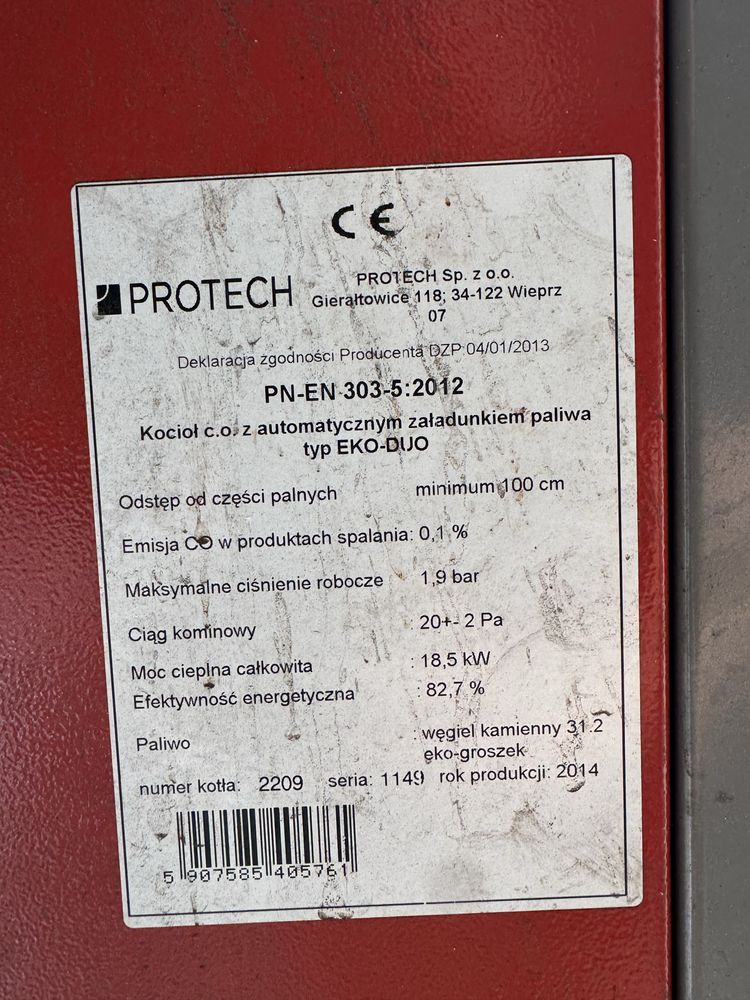 CE
PROTECH
PROTECH Sp. z o.o.
Gierałtowice 118; 34-122 Wieprz
07
Deklaracja zgodności Producenta DZP 04/01/2013
PN-EN 303-5:2012
Kocioł c.o. z automatycznym załadunkiem paliwa
typ EKO-DUO
Odstęp od części palnych minimum 100 cm
Emisja CO w produktach spalania: 0,1 %
Maksymalne ciśnienie robocze 1,9 bar
Ciąg kominowy : 20+- 2 Pa
Moc cieplna całkowita : 18,5 kW
Efektywność energetyczna : 82,7 %
Paliwo : węgiel kamienny 31.2
eko-groszek
numer kotła: 2209 seria: 1149 rok produkcji: 2014
5 907585 405761